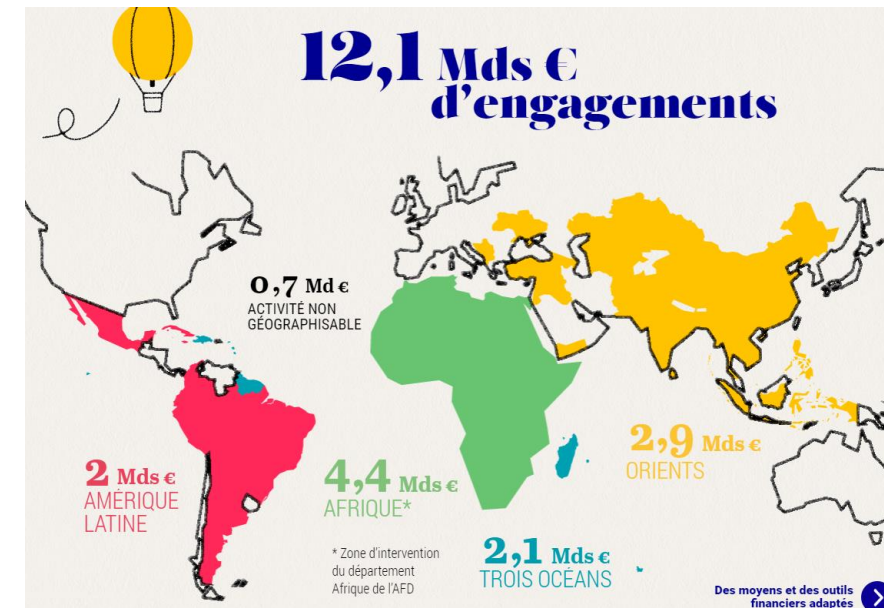 12,1 Mds €
d’engagements
0,7 Md €
ACTIVITÉ NON
GÉOGRAPHISABLE
2 Mds €
AMÉRIQUE
LATINE
4,4 Mds €
AFRIQUE*
2,9 Mds €
ORIENTS
* Zone d’intervention
du département
Afrique de l’AFD
2,1 Mds €
TROIS OCÉANS
Des moyens et des outils
financiers adaptés